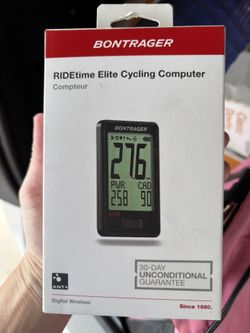 BONTRAGER
RIDEtime Elite Cycling Computer
Compteur
BONTRAGER
27.6
PWR CAD
258 90
ANT+
Digital Wireless
30-DAY
UNCONDITIONAL
GUARANTEE
Since 1980.